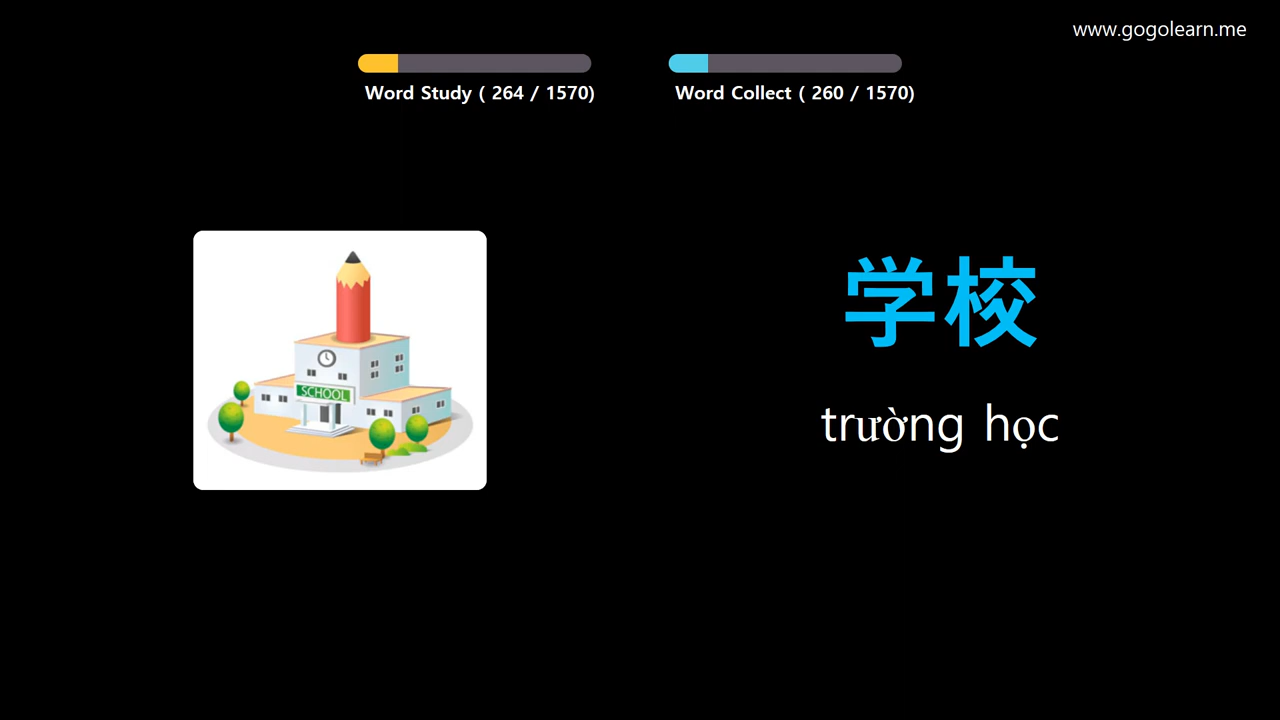 www.gogolearn.me
Word Study ( 264 / 1570)
Word Collect ( 260 / 1570)
学校
SCHOOL
trường học